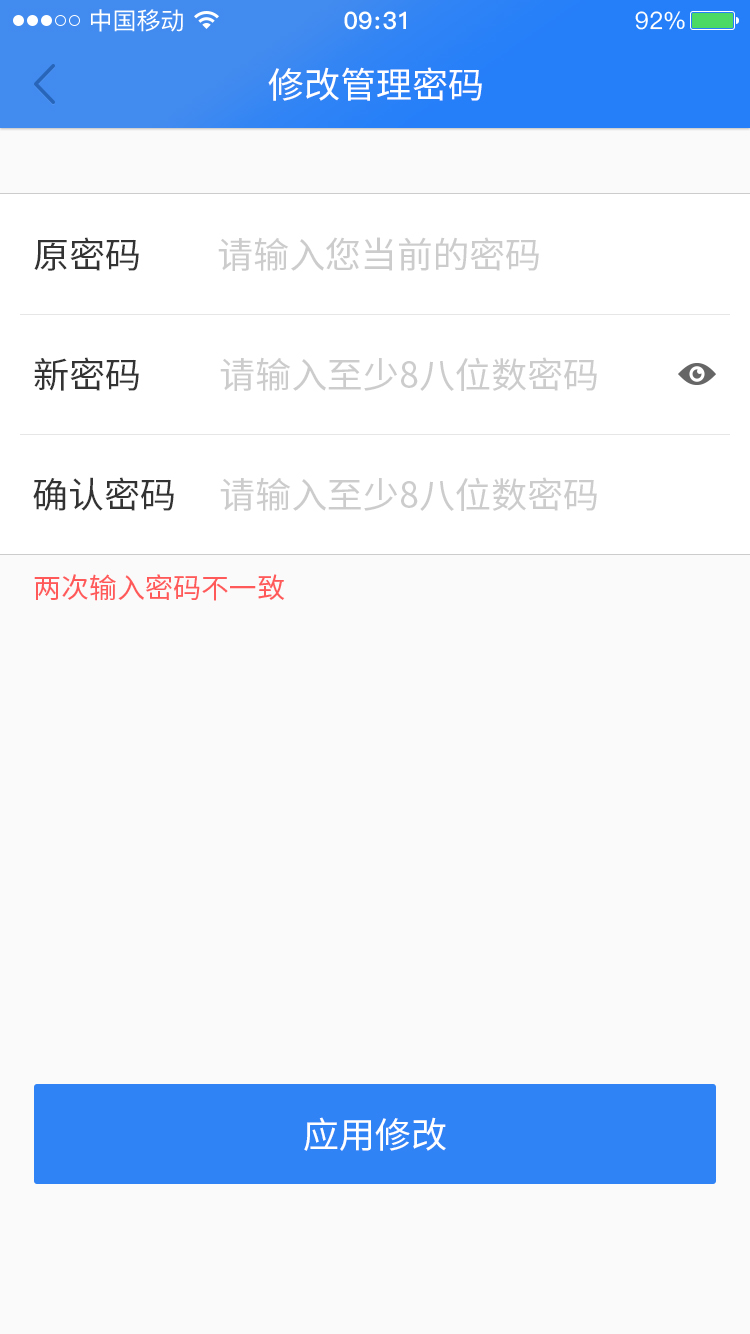 中国移动 09:31 92%
修改管理密码
原密码 请输入您当前的密码
新密码 请输入至少8八位数密码
确认密码 请输入至少8八位数密码
两次输入密码不一致
应用修改